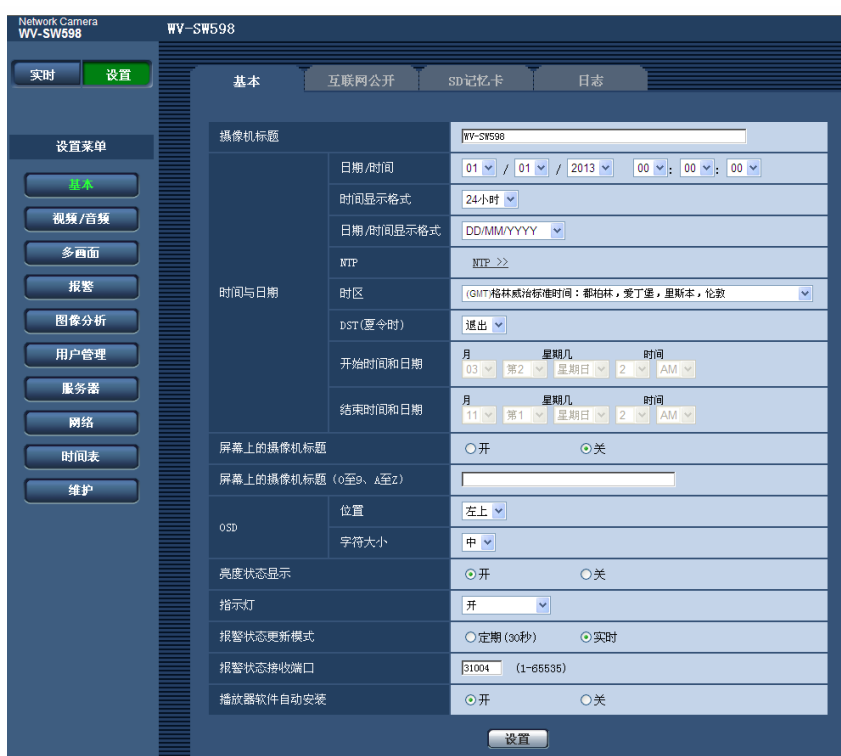 Network Camera
WV-SW598
WV-SW598
实时 设置
基本 互联网公开 SD记忆卡 日志
设置菜单
基本
视频/音频
多画面
报警
图像分析
用户管理
服务器
网络
时间表
维护
摄像机标题 WV-SW598
时间与日期
日期/时间 01 / 01 / 2013 00 : 00 : 00
时间显示格式 24小时
日期/时间显示格式 DD/MM/YYYY
NTP NTP >>
时区 (GMT)格林威治标准时间：都柏林，爱丁堡，里斯本，伦敦
DST(夏令时) 退出
开始时间和日期
月 星期几 时间
03 第2 星期日 2 AM
结束时间和日期
月 星期几 时间
11 第1 星期日 2 AM
屏幕上的摄像机标题 开 关
屏幕上的摄像机标题(0至9、A至Z)
OSD
位置 左上
字符大小 中
亮度状态显示 开 关
指示灯 开
报警状态更新模式 定期(30秒) 实时
报警状态接收端口 31004 (1-65535)
播放器软件自动安装 开 关
设置